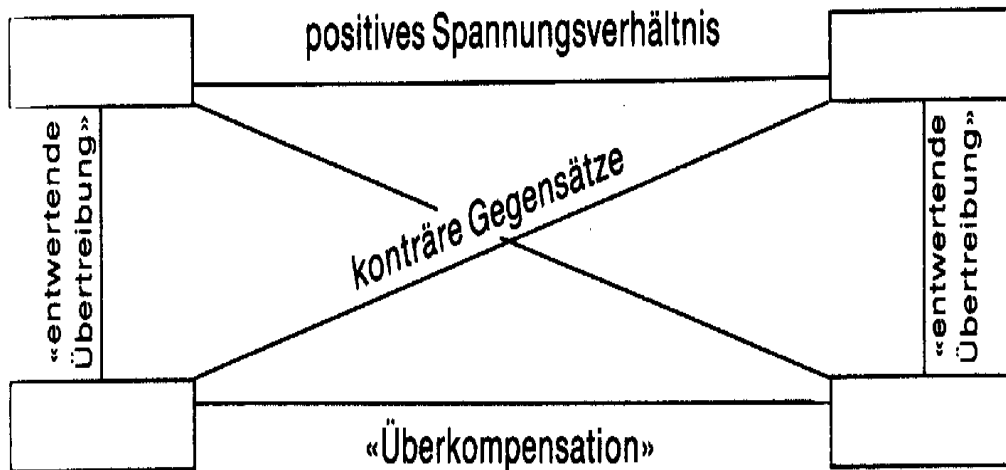 positives Spannungsverhältnis
«entwertende
Übertreibung»
konträre Gegensätze
«entwertende
Übertreibung»
«Überkompensation»